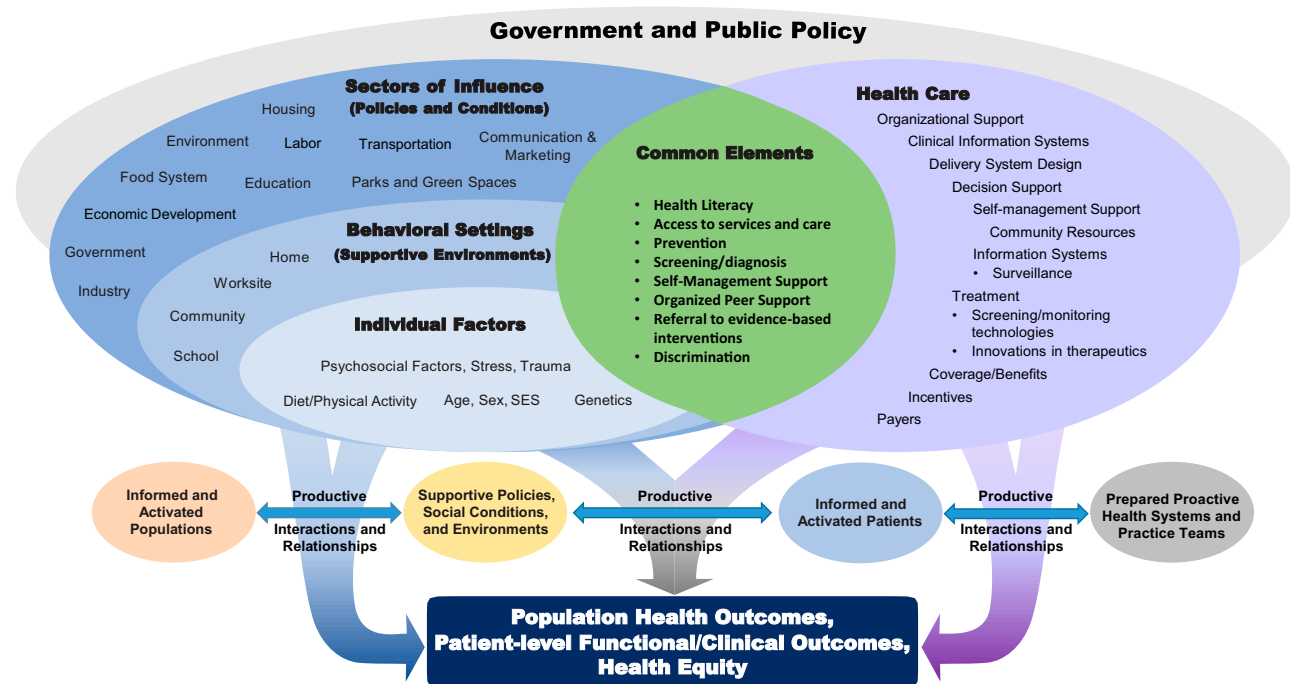 Government and Public Policy
Sectors of Influence
(Policies and Conditions)
Housing
Environment
Labor
Transportation
Communication &
Marketing
Food System
Education
Parks and Green Spaces
Economic Development
Government
Industry
Behavioral Settings
(Supportive Environments)
Home
Worksite
Community
School
Individual Factors
Psychosocial Factors, Stress, Trauma
Diet/Physical Activity
Age, Sex, SES
Genetics
Common Elements
• Health Literacy
• Access to services and care
• Prevention
• Screening/diagnosis
• Self-Management Support
• Organized Peer Support
• Referral to evidence-based
interventions
• Discrimination
Health Care
Organizational Support
Clinical Information Systems
Delivery System Design
Decision Support
Self-management Support
Community Resources
Information Systems
• Surveillance
Treatment
• Screening/monitoring
technologies
• Innovations in therapeutics
Coverage/Benefits
Incentives
Payers
Informed and
Activated
Populations
Productive
Interactions and
Relationships
Supportive Policies,
Social Conditions,
and Environments
Productive
Interactions and
Relationships
Informed and
Activated Patients
Productive
Interactions and
Relationships
Prepared Proactive
Health Systems and
Practice Teams
Population Health Outcomes,
Patient-level Functional/Clinical Outcomes,
Health Equity